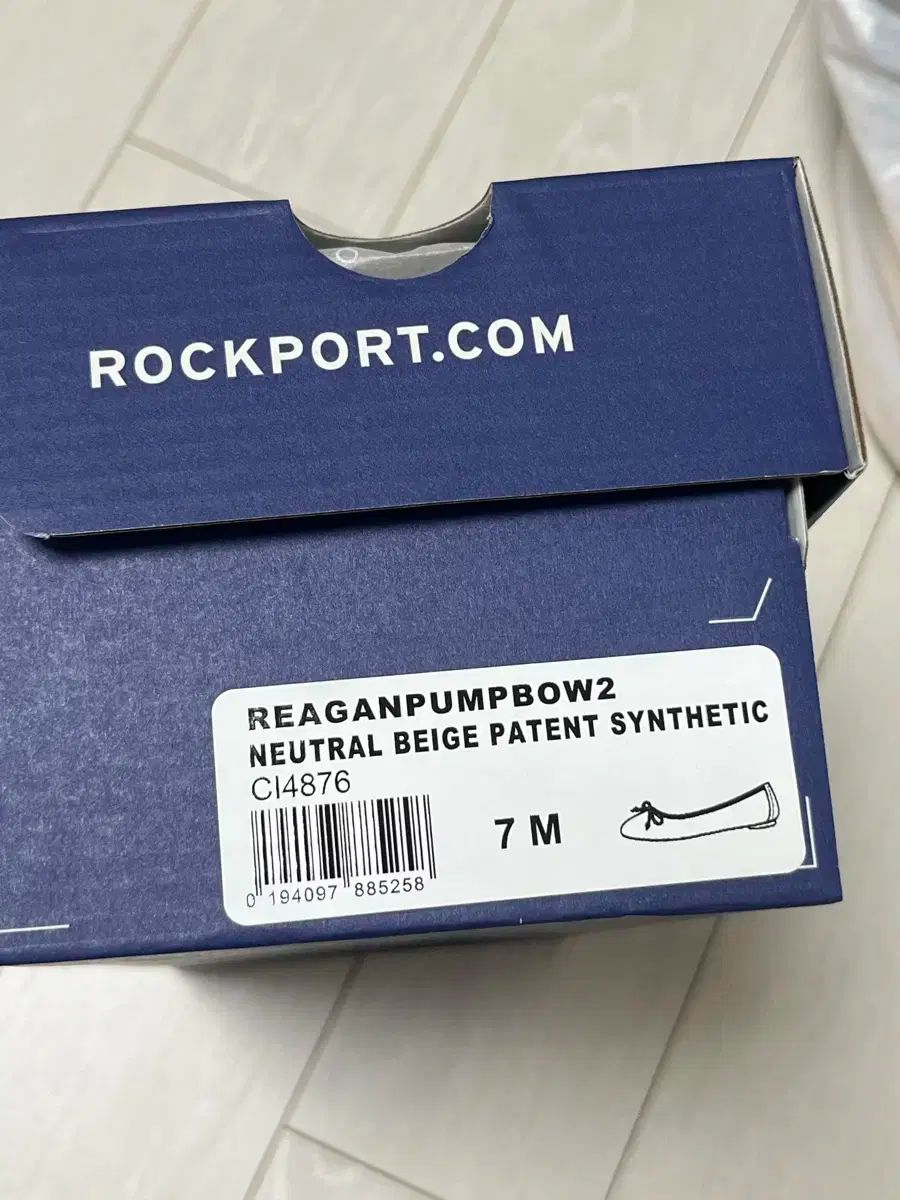 ROCKPORT.COM
REAGANPUMPBOW2
NEUTRAL BEIGE PATENT SYNTHETIC
CI4876
7 M
0 194097 885258